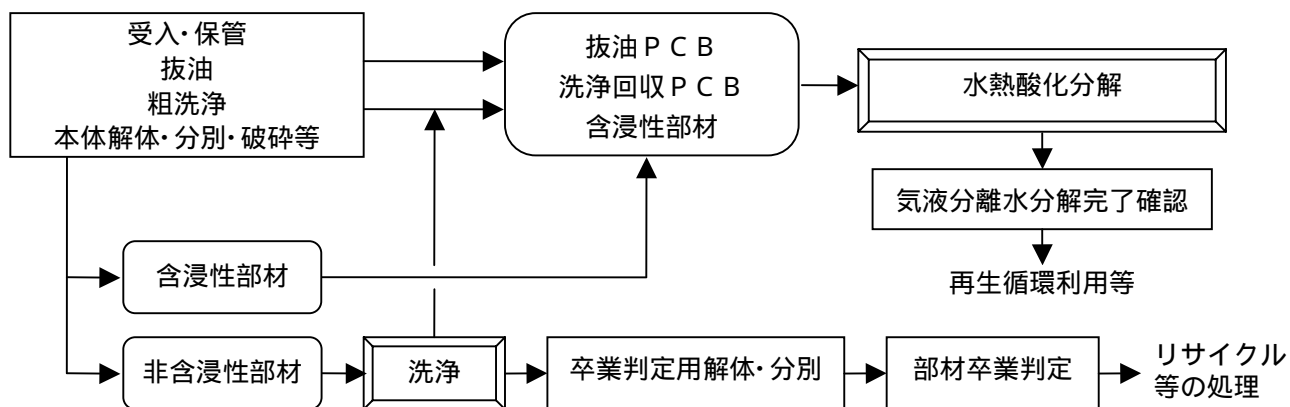 受入・保管
抜油
粗洗浄
本体解体・分別・破砕等
抜油ＰＣＢ
洗浄回収ＰＣＢ
含浸性部材
水熱酸化分解
気液分離水分解完了確認
再生循環利用等
含浸性部材
非含浸性部材
洗浄
卒業判定用解体・分別
部材卒業判定
リサイクル
等の処理